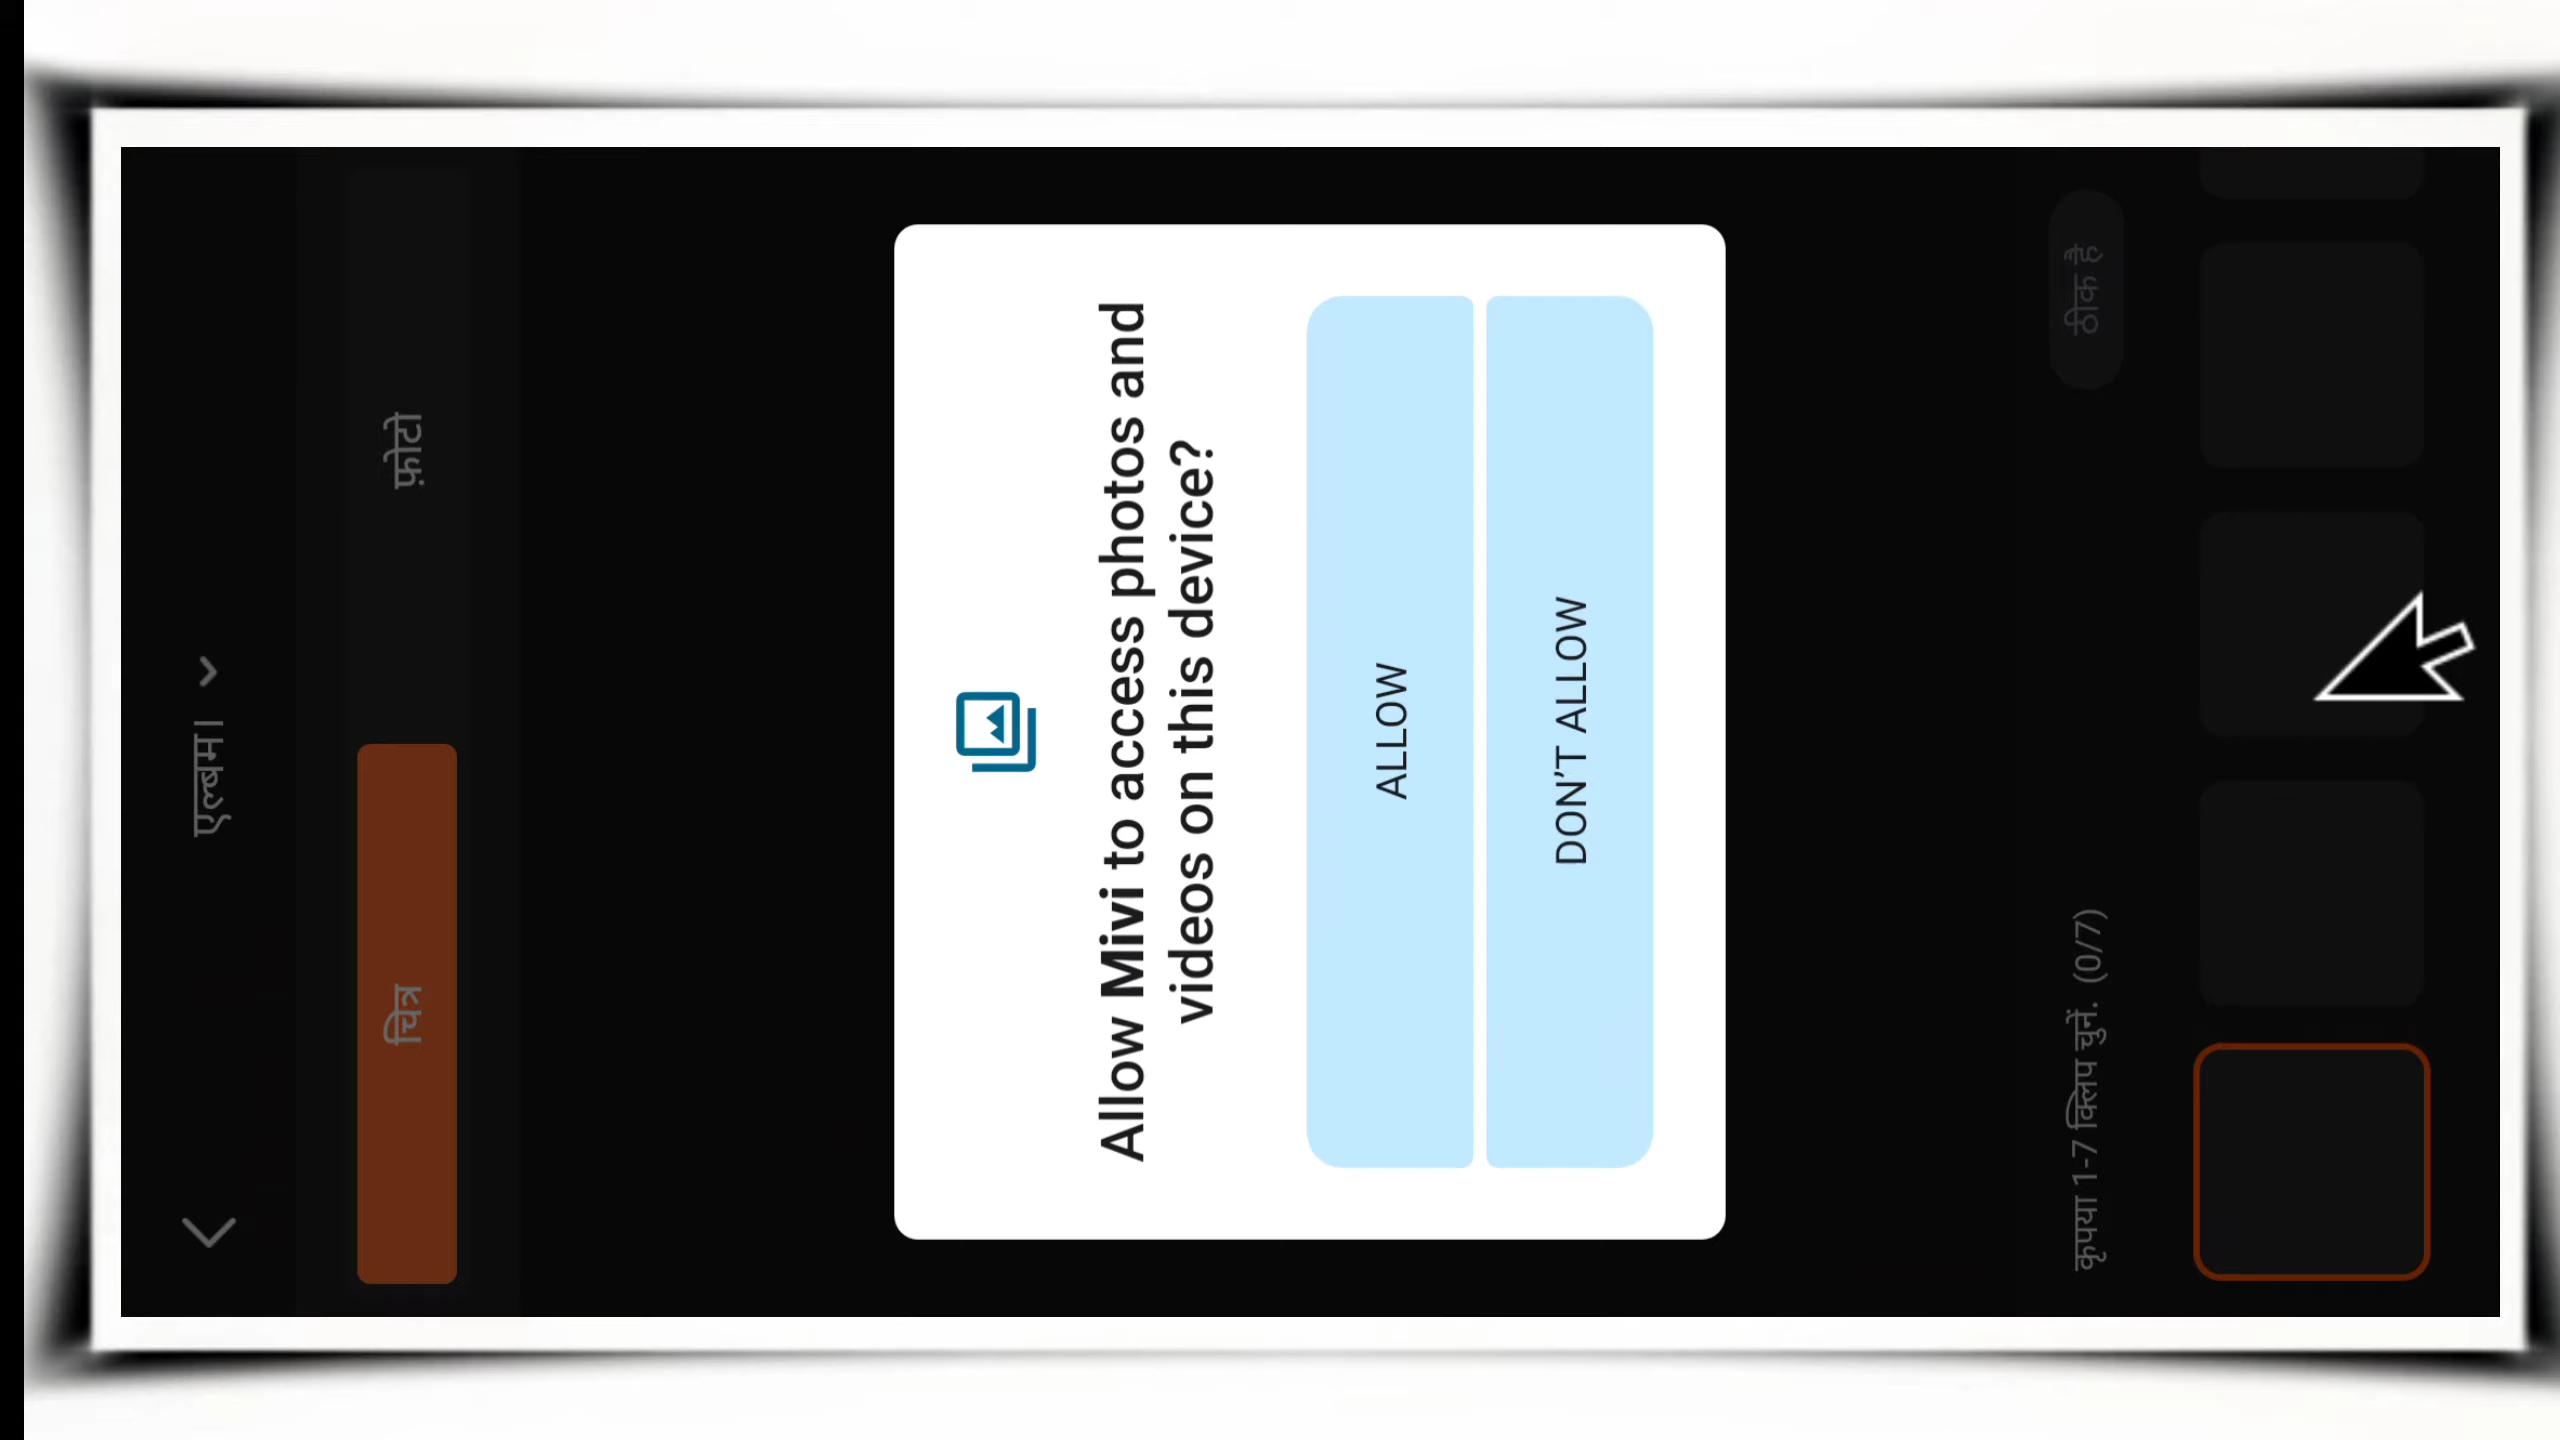 एल्बम।
चित्र
फ़ोटो
Allow Mivi to access photos and
videos on this device?
ALLOW
DON'T ALLOW
कृपया 1-7 क्लिप चुनें. (0/7)
ठीक है